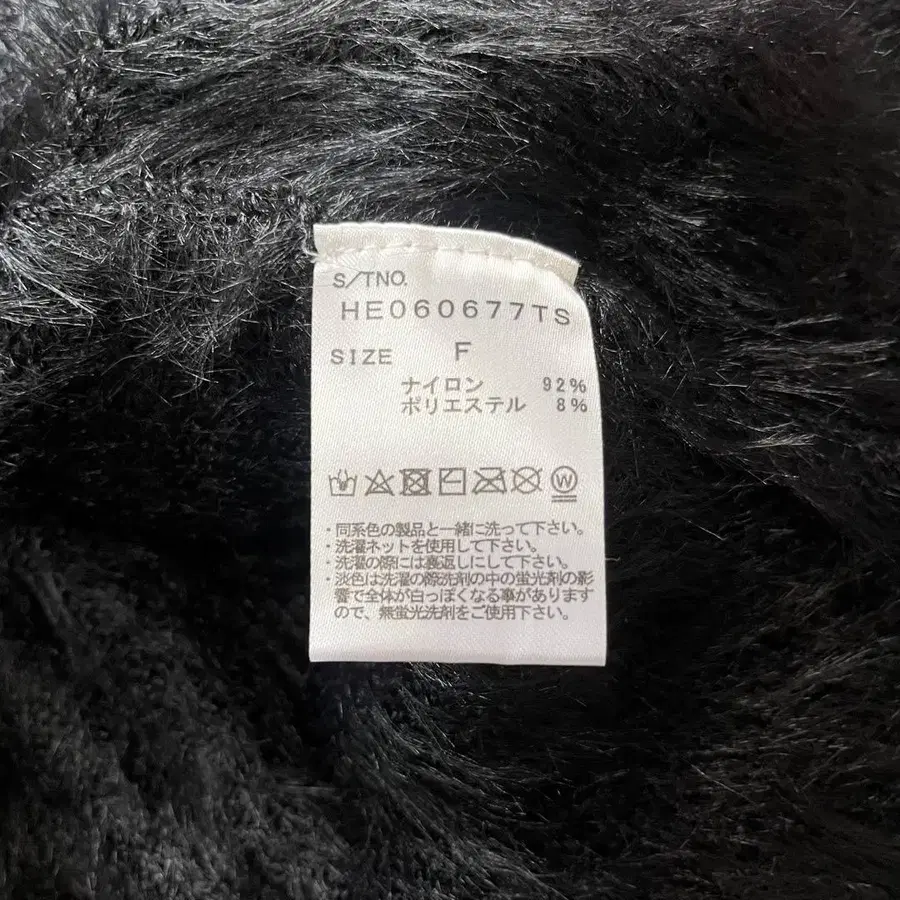 S/TNO.
HE060677TS
SIZE F
ナイロン 92%
ポリエステル 8%
W
・同系色の製品と一緒に洗って下さい。
・洗濯ネットを使用して下さい。
・洗濯の際には裏返しにして下さい。
・淡色は洗濯の際洗剤の中の蛍光剤の影
響で全体が白っぽくなる事があります
ので、無蛍光洗剤をご使用下さい。